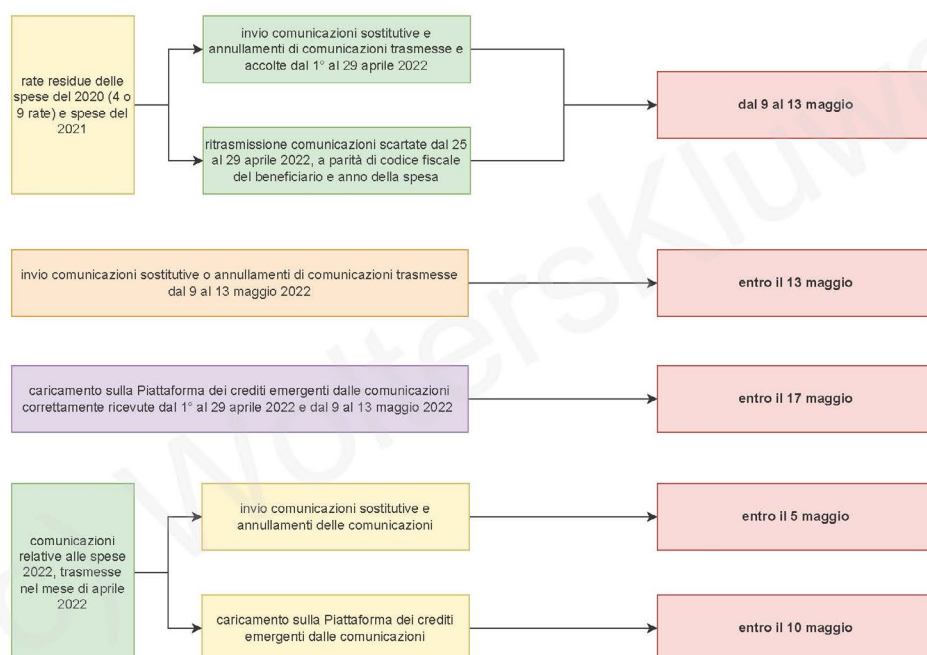 rate residue delle
spese del 2020 (4 o
9 rate) e spese del
2021
invio comunicazioni sostitutive e
annullamenti di comunicazioni trasmesse e
accolte dal 1° al 29 aprile 2022
ritrasmissione comunicazioni scartate dal 25
al 29 aprile 2022, a parità di codice fiscale
del beneficiario e anno della spesa
dal 9 al 13 maggio
invio comunicazioni sostitutive o annullamenti di comunicazioni trasmesse
dal 9 al 13 maggio 2022
entro il 13 maggio
caricamento sulla Piattaforma dei crediti emergenti dalle comunicazioni
correttamente ricevute dal 1° al 29 aprile 2022 e dal 9 al 13 maggio 2022
entro il 17 maggio
comunicazioni
relative alle spese
2022, trasmesse
nel mese di aprile
2022
invio comunicazioni sostitutive e
annullamenti delle comunicazioni
entro il 5 maggio
caricamento sulla Piattaforma dei crediti
emergenti dalle comunicazioni
entro il 10 maggio
) WoltersKluwe